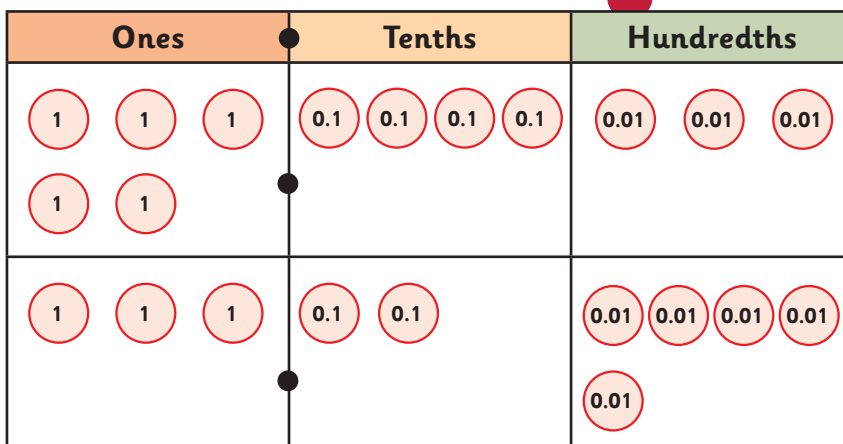 Ones Tenths Hundredths
1 1 1 0.1 0.1 0.1 0.1 0.01 0.01 0.01
1 1
1 1 1 0.1 0.1 0.01 0.01 0.01 0.01
0.01